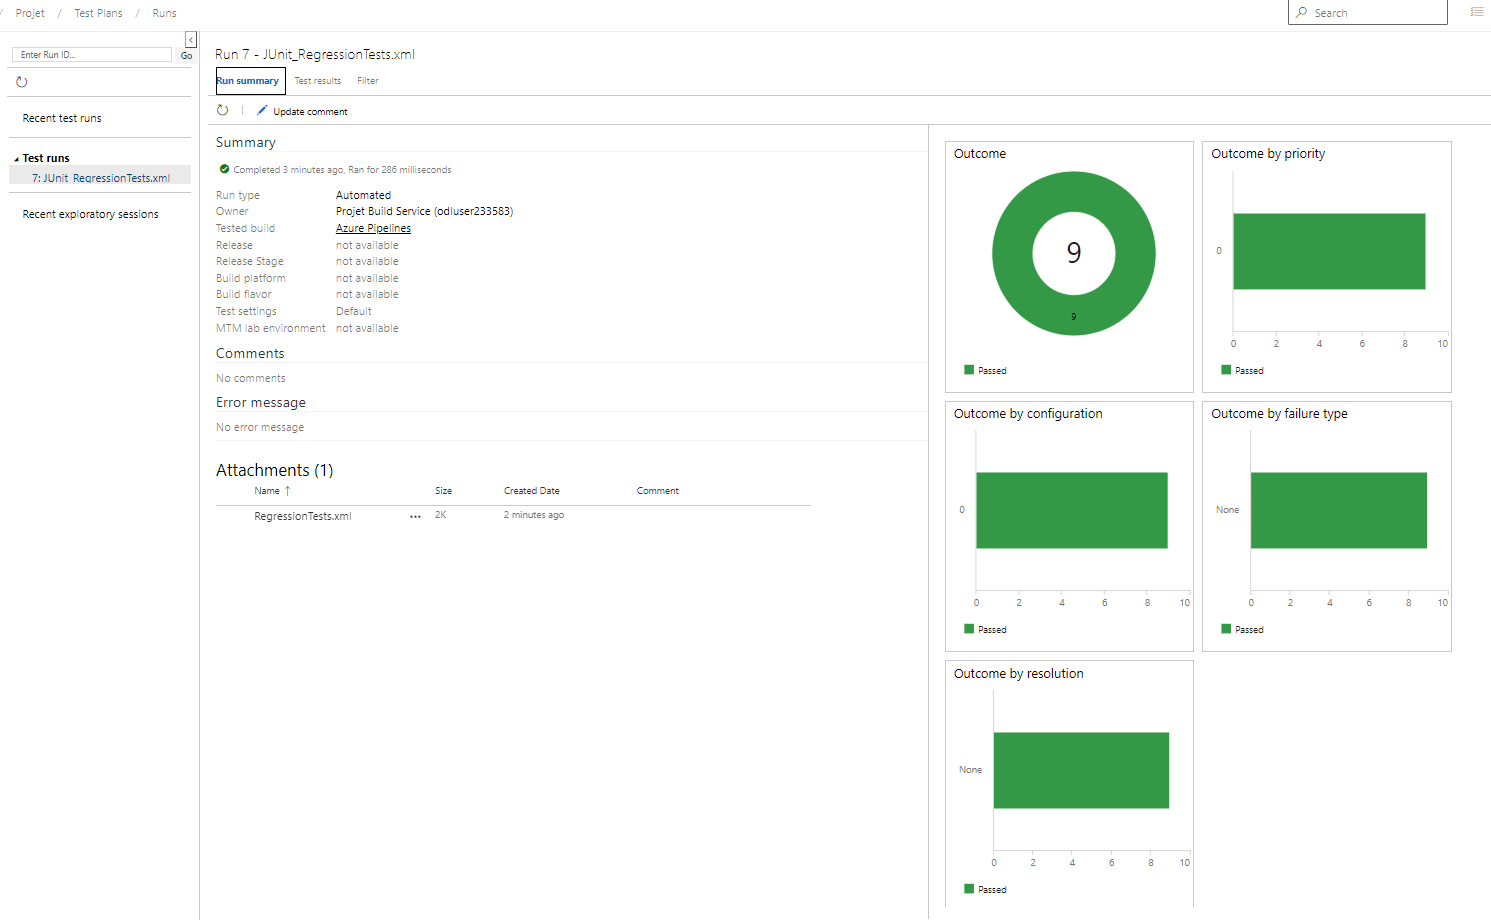 / Projet / Test Plans / Runs
Search
Enter Run ID...
Go
Recent test runs
Test runs
7: JUnit_RegressionTests.xml
Recent exploratory sessions
Run 7 - JUnit_RegressionTests.xml
Run summary Test results Filter
Update comment
Summary
Completed 3 minutes ago, Ran for 286 milliseconds
Run type Automated
Owner Projet Build Service (odluser233583)
Tested build Azure Pipelines
Release not available
Release Stage not available
Build platform not available
Build flavor not available
Test settings Default
MTM lab environment not available
Comments
No comments
Error message
No error message
Attachments (1)
Name ↑ Size Created Date Comment
RegressionTests.xml ... 2K 2 minutes ago
Outcome
9
9
Passed
Outcome by priority
0
0 2 4 6 8 10
Passed
Outcome by configuration
0
0 2 4 6 8 10
Passed
Outcome by failure type
None
0 2 4 6 8 10
Passed
Outcome by resolution
None
0 2 4 6 8 10
Passed